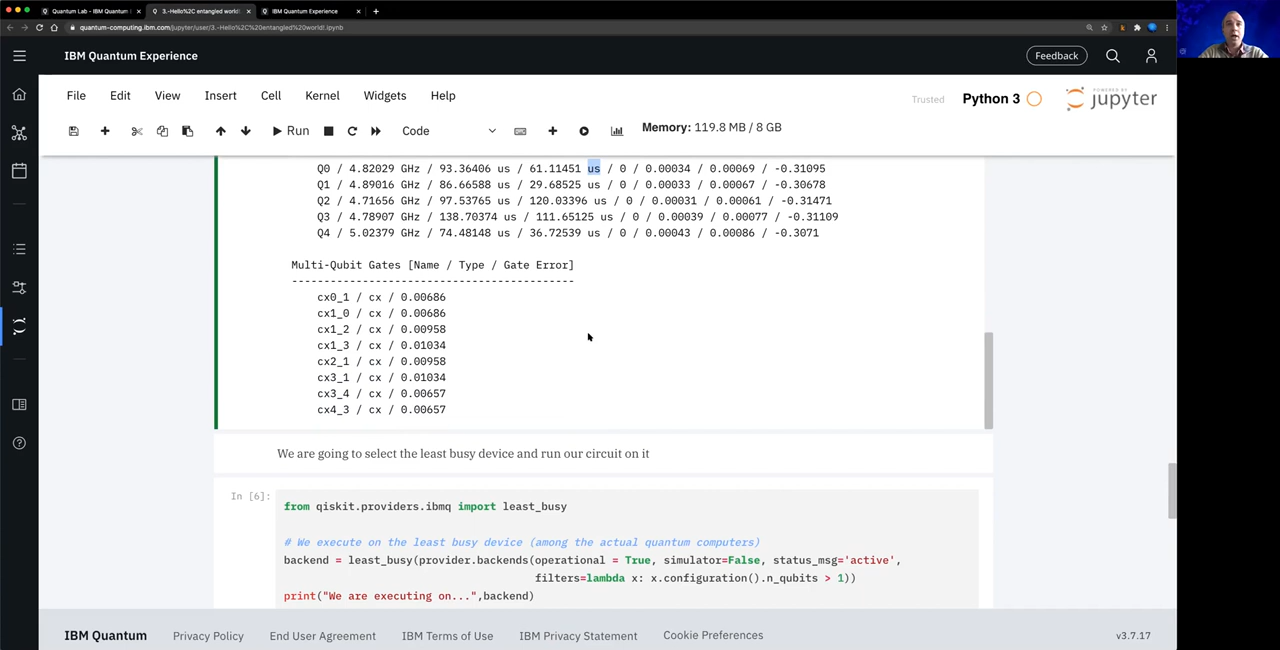 Quantum Lab - IBM Quantum
3.-Hello%2C entangled world!
IBM Quantum Experience
quantum-computing.ibm.com/jupyter/user/3.-Hello%2C%20entangled%20world!.ipynb
IBM Quantum Experience
Feedback
File Edit View Insert Cell Kernel Widgets Help
Trusted
Python 3
POWERED BY
jupyter
Run
Code
Memory: 119.8 MB / 8 GB
Q0 / 4.82029 GHz / 93.36406 us / 61.11451 us / 0 / 0.00034 / 0.00069 / -0.31095
Q1 / 4.89016 GHz / 86.66588 us / 29.68525 us / 0 / 0.00033 / 0.00067 / -0.30678
Q2 / 4.71656 GHz / 97.53765 us / 120.03396 us / 0 / 0.00031 / 0.00061 / -0.31471
Q3 / 4.78907 GHz / 138.70374 us / 111.65125 us / 0 / 0.00039 / 0.00077 / -0.31109
Q4 / 5.02379 GHz / 74.48148 us / 36.72539 us / 0 / 0.00043 / 0.00086 / -0.3071
Multi-Qubit Gates [Name / Type / Gate Error]
--------------------------------------------
cx0_1 / cx / 0.00686
cx1_0 / cx / 0.00686
cx1_2 / cx / 0.00958
cx1_3 / cx / 0.01034
cx2_1 / cx / 0.00958
cx3_1 / cx / 0.01034
cx3_4 / cx / 0.00657
cx4_3 / cx / 0.00657
We are going to select the least busy device and run our circuit on it
In [6]:
from qiskit.providers.ibmq import least_busy
# We execute on the least busy device (among the actual quantum computers)
backend = least_busy(provider.backends(operational = True, simulator=False, status_msg='active',
filters=lambda x: x.configuration().n_qubits > 1))
print("We are executing on...",backend)
IBM Quantum Privacy Policy End User Agreement IBM Terms of Use IBM Privacy Statement Cookie Preferences v3.7.17